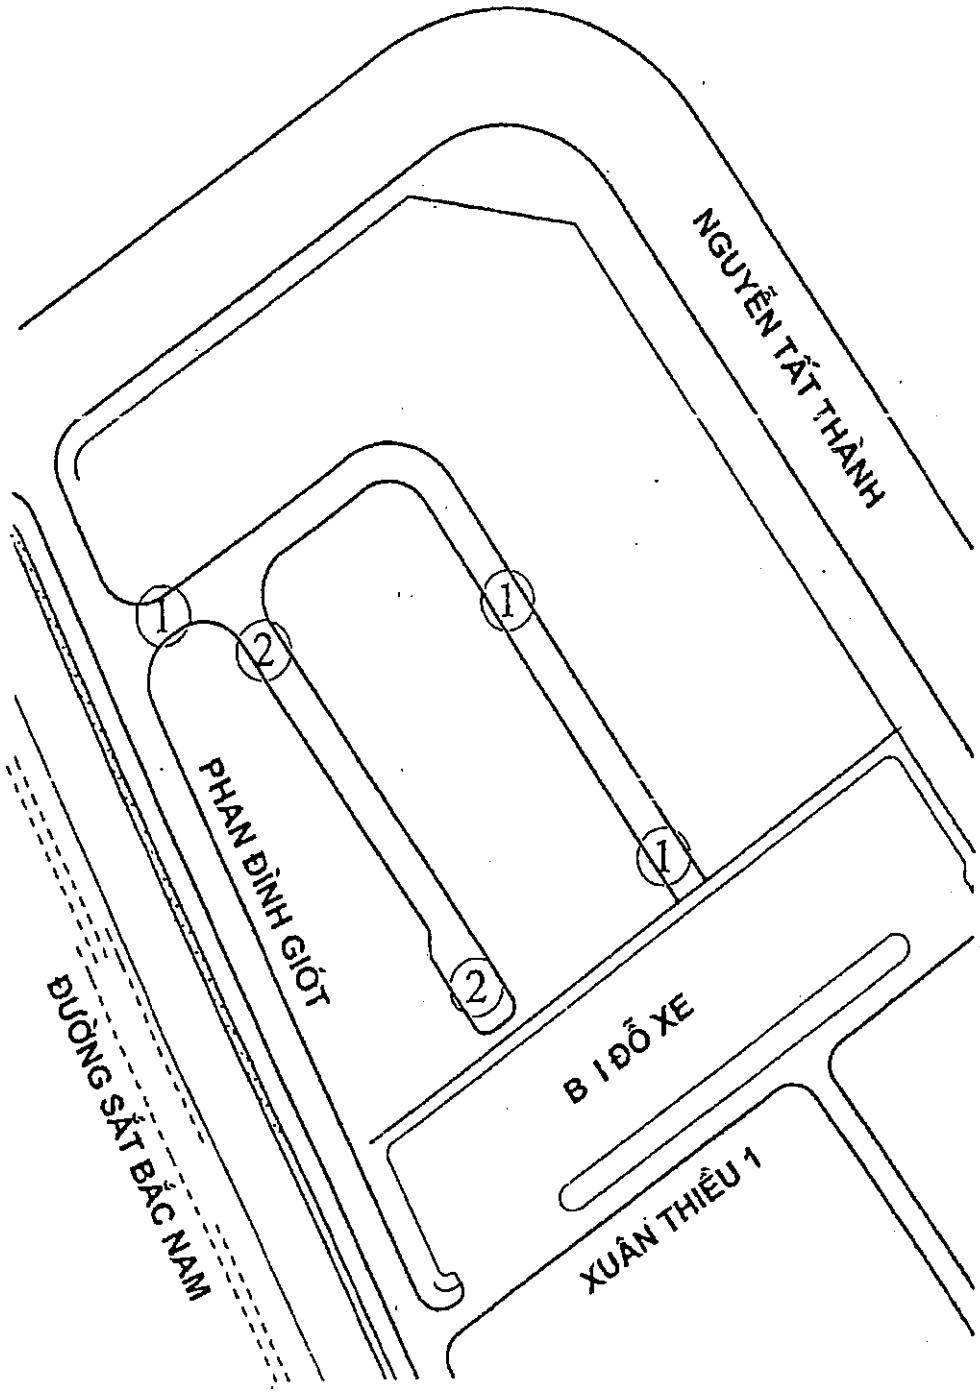 NGUYỄN TẤT THÀNH
1
1
2
PHAN ĐÌNH GIÓT
1
2
ĐƯỜNG SẮT BẮC NAM
B I ĐỖ XE
XUÂN THIỀU 1